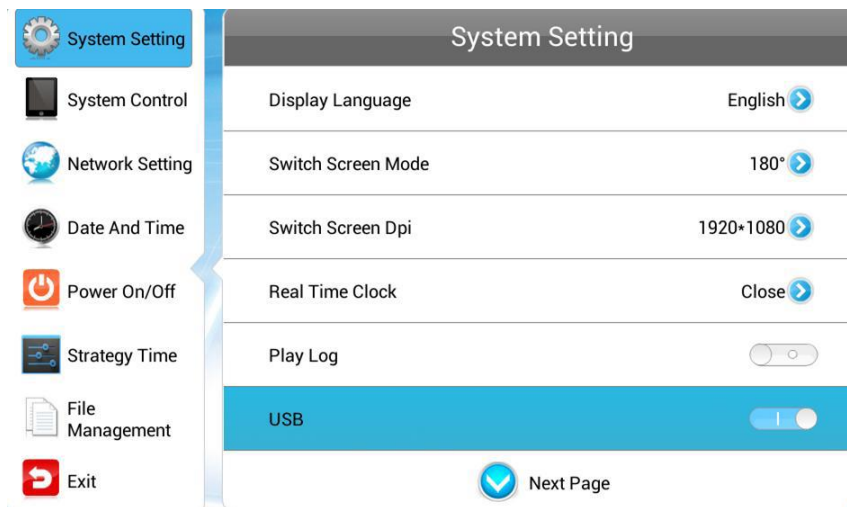 System Setting
System Control
Network Setting
Date And Time
Power On/Off
Strategy Time
File
Management
Exit
System Setting
Display Language English
Switch Screen Mode 180°
Switch Screen Dpi 1920*1080
Real Time Clock Close
Play Log
USB
Next Page